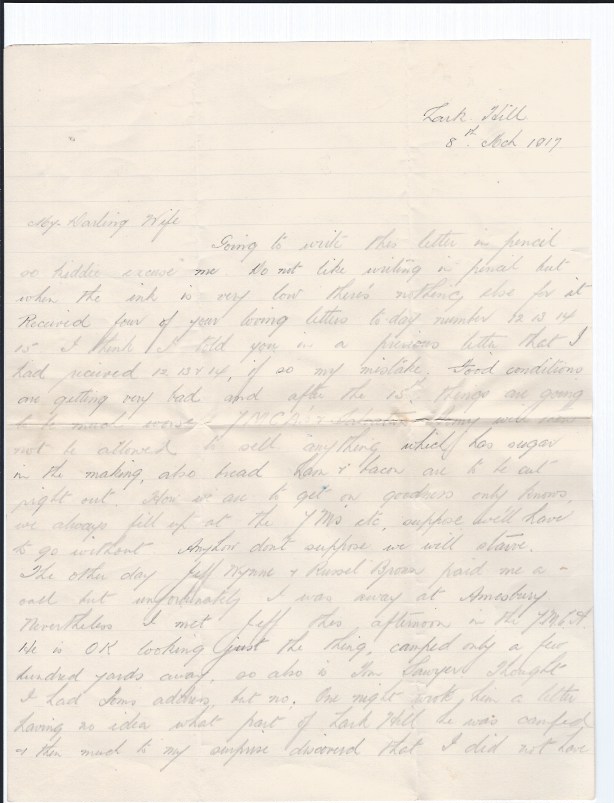 Lark Hill
8th Mch 1917
My Darling Wife
Going to write this letter in pencil
so kiddie excuse me. Do not like writing in pencil but
when the ink is very low there's nothing else for it
Received four of your loving letters to-day number 12 13 14
15 I think I told you in a previous letter that I
had received 12, 13 & 14, if so my mistake. Food conditions
are getting very bad and after the 15th things are going
to be much worse. YMCA's & Salvation Army will
not be allowed to sell anything which has sugar
in the making, also bread ham & bacon are to be cut
right out. How we are to get on goodness only knows,
we always fill up at the YM's etc, suppose we'll have
to go without Anyhow don't suppose we will starve.
The other day Jeff Wynne & Russel Brown paid me a
call but unfortunately I was away at Amesbury
Nevertheless I met Jeff this afternoon in the YMCA
He is OK looking just the thing, camped only a few
hundred yards away, so also is Sawyer Thought
I had address, but no. One night wrote him a letter
having no idea what part of Lark Hill he was camped
& then much to my surprise discovered that I did not have